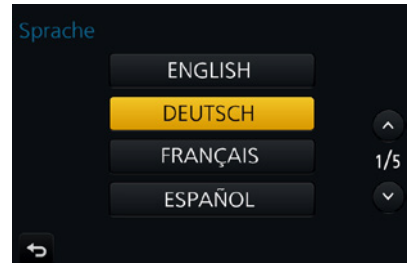 Sprache
ENGLISH
DEUTSCH
FRANÇAIS
1/5
ESPAÑOL